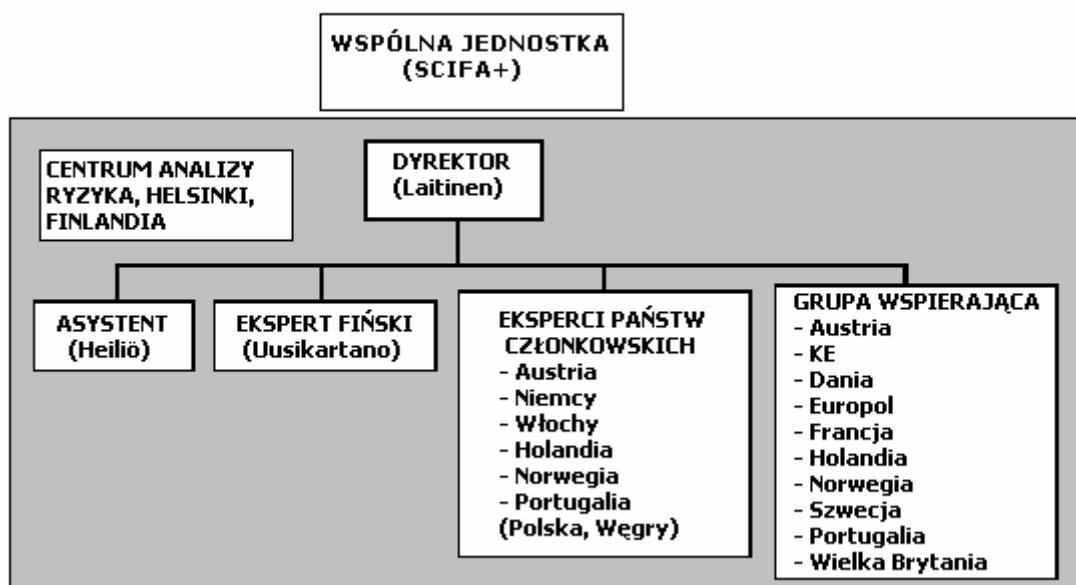 WSPÓLNA JEDNOSTKA
(SCIFA+)
CENTRUM ANALIZY
RYZYKA, HELSINKI,
FINLANDIA
DYREKTOR
(Laitinen)
ASYSTENT
(Heiliö)
EKSPERT FIŃSKI
(Uusikartano)
EKSPERCI PAŃSTW
CZŁONKOWSKICH
- Austria
- Niemcy
- Włochy
- Holandia
- Norwegia
- Portugalia
(Polska, Węgry)
GRUPA WSPIERAJĄCA
- Austria
- KE
- Dania
- Europol
- Francja
- Holandia
- Norwegia
- Szwecja
- Portugalia
- Wielka Brytania